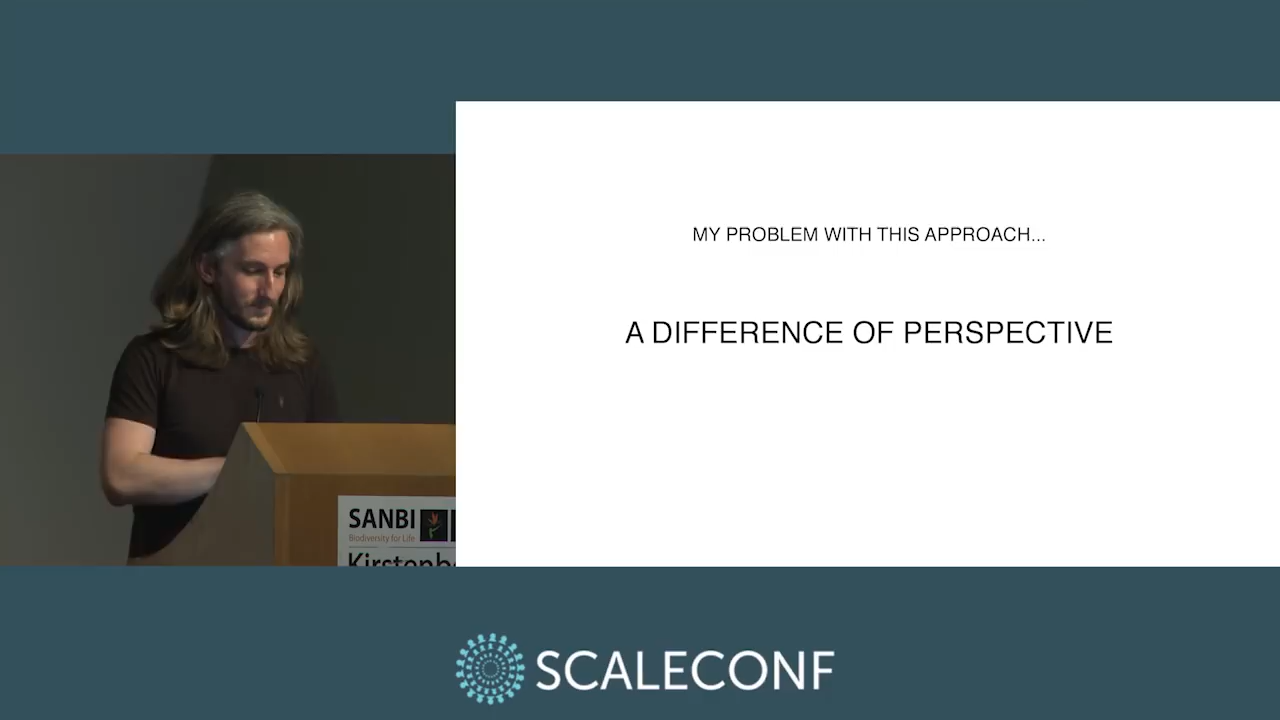 MY PROBLEM WITH THIS APPROACH...
A DIFFERENCE OF PERSPECTIVE
SANBI
Biodiversity for Life
SCALECONF